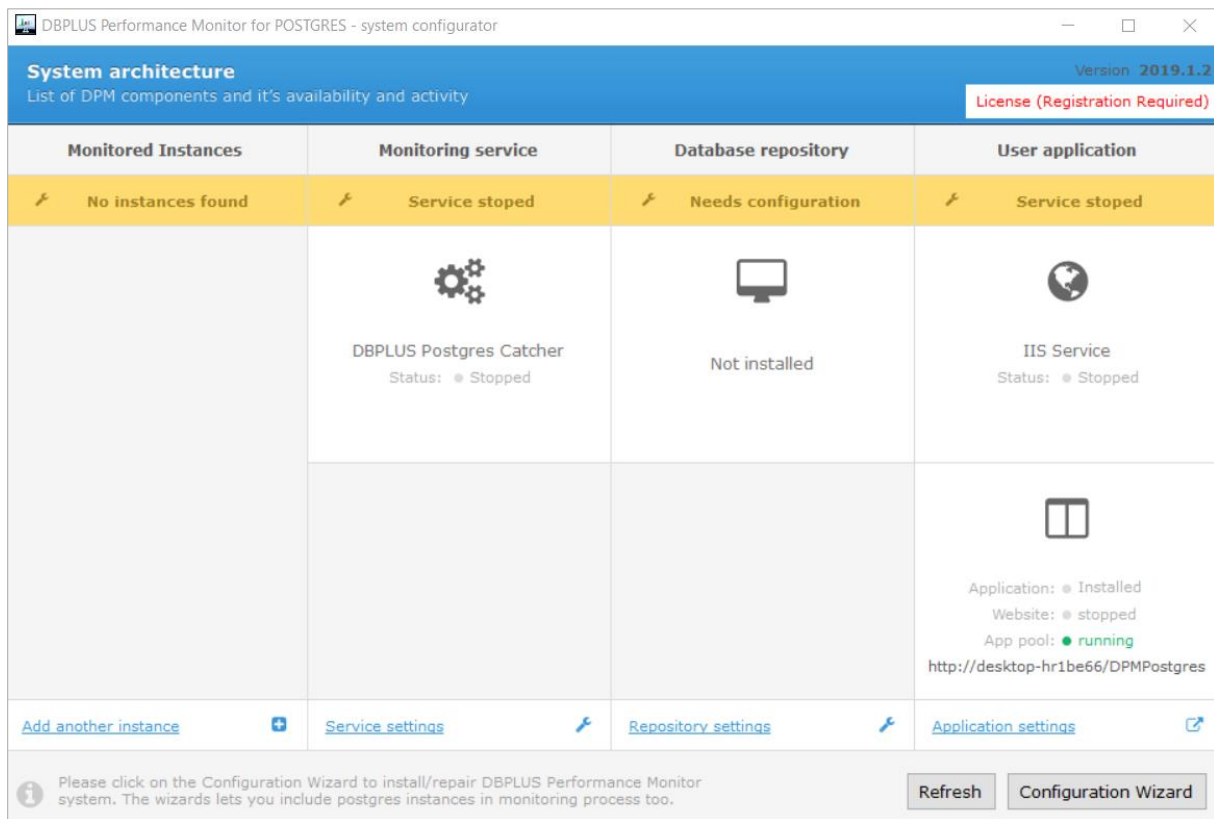 DBPLUS Performance Monitor for POSTGRES - system configurator
System architecture
List of DPM components and it's availability and activity
Version 2019.1.2
License (Registration Required)
Monitored Instances
Monitoring service
Database repository
User application
No instances found
Service stoped
Needs configuration
Service stoped
DBPLUS Postgres Catcher
Status: Stopped
Not installed
IIS Service
Status: Stopped
Application: Installed
Website: stopped
App pool: running
http://desktop-hr1be66/DPMPostgres
Add another instance
Service settings
Repository settings
Application settings
Please click on the Configuration Wizard to install/repair DBPLUS Performance Monitor
system. The wizards lets you include postgres instances in monitoring process too.
Refresh
Configuration Wizard